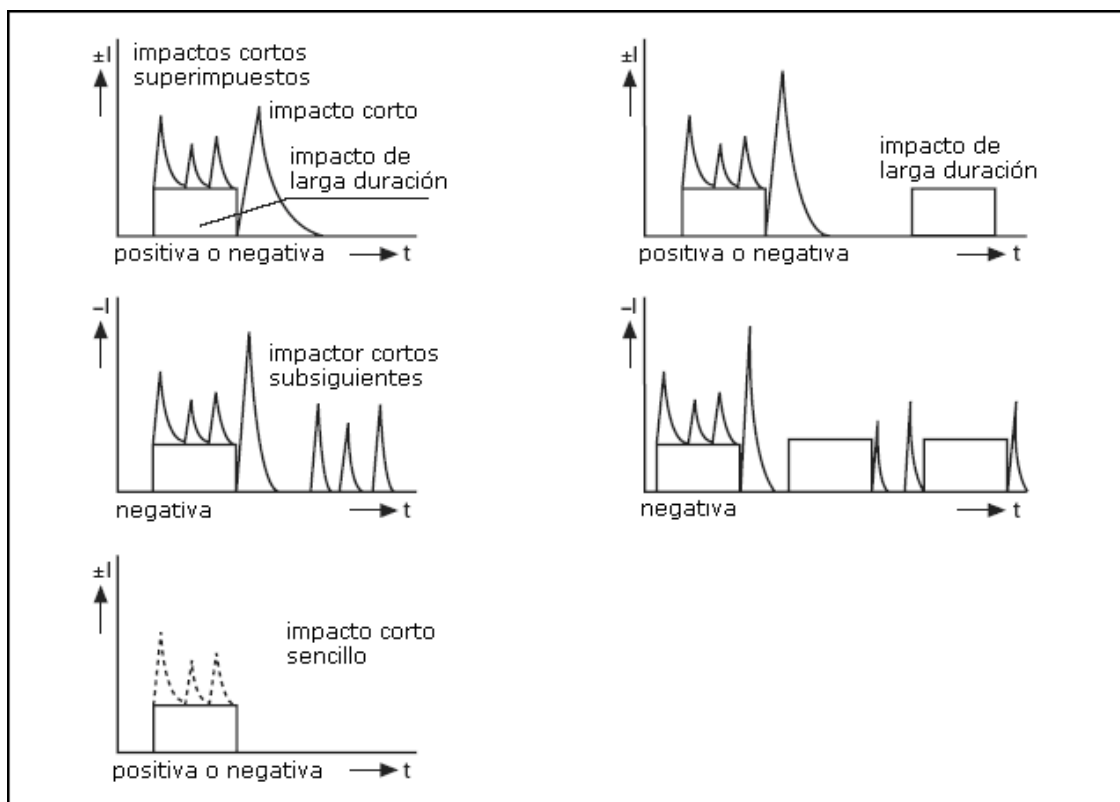 ±I
impactos cortos
superimpuestos
impacto corto
impacto de
larga duración
positiva o negativa
t
±I
impacto de
larga duración
positiva o negativa
t
–I
impactor cortos
subsiguientes
negativa
t
–I
negativa
t
±I
impacto corto
sencillo
positiva o negativa
t